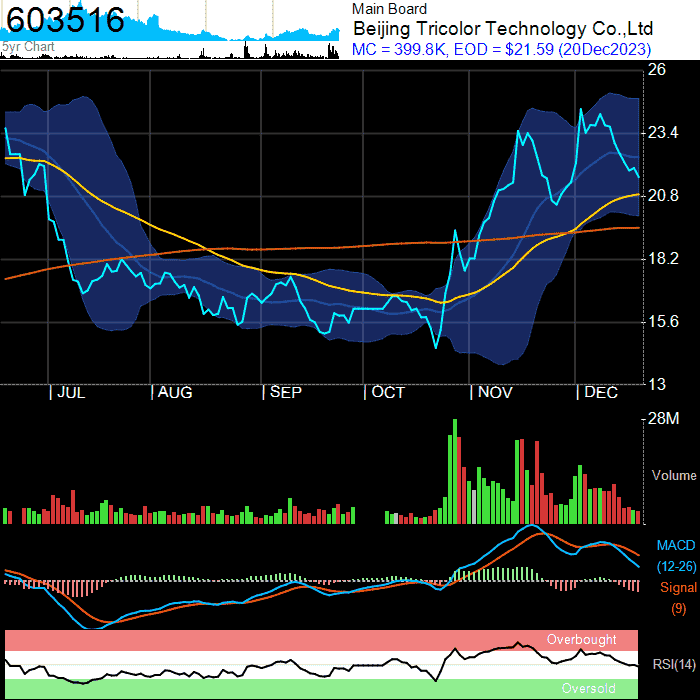 603516
5yr Chart
Main Board
Beijing Tricolor Technology Co.,Ltd
MC = 399.8K, EOD = $21.59 (20Dec2023)
26
23.4
20.8
18.2
15.6
13
| JUL | AUG | SEP | OCT | NOV | DEC
28M
Volume
MACD
(12-26)
Signal
(9)
Overbought
RSI(14)
Oversold